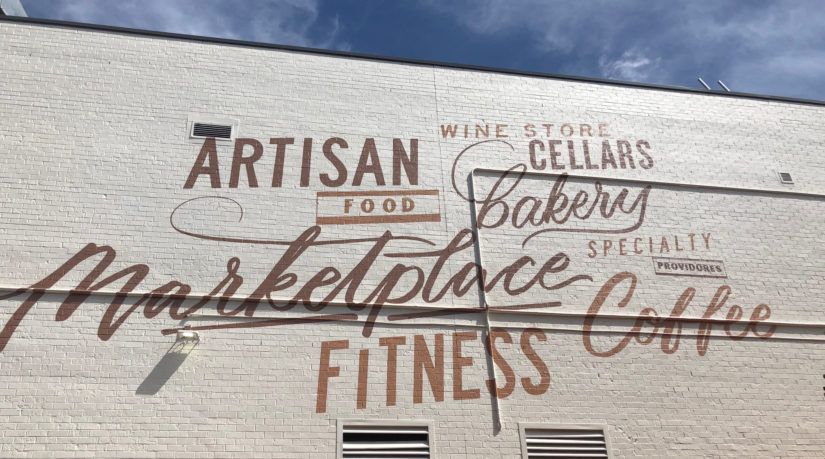 ARTISAN
FOOD
Marketplace
WINE STORE
CELLARS
bakery
SPECIALTY
PROVIDORES
Coffee
FITNESS